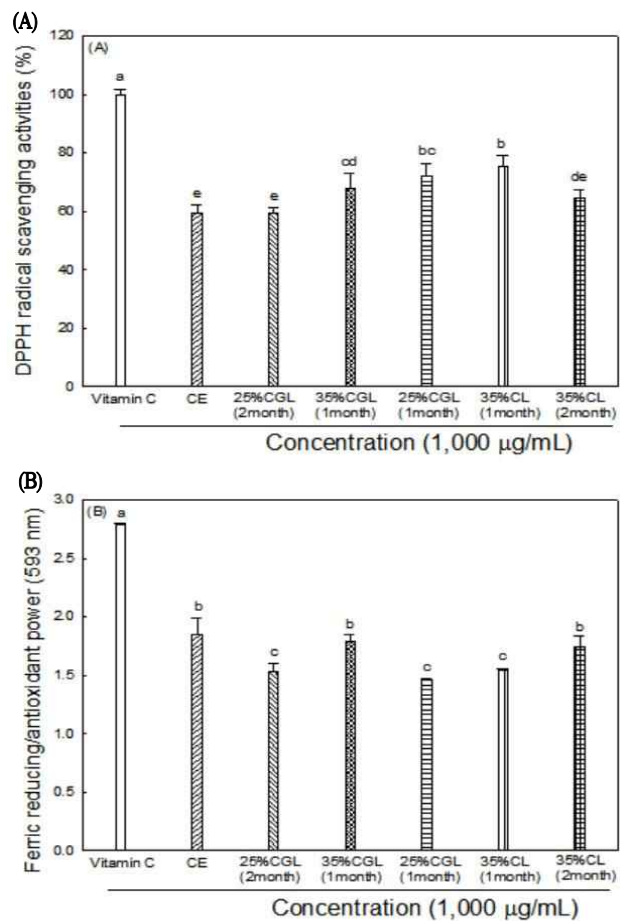 (A)
DPPH radical scavenging activities (%)
120
100
80
60
40
20
0
(A)
a
e
e
cd
bc
b
de
Vitamin C CE 25%CGL 35%CGL 25%CGL 35%CL 35%CL
(2month) (1month) (1month) (1month) (2month)
Concentration (1,000 μg/mL)
(B)
Ferric reducing/antioxidant power (593 nm)
3.0
2.5
2.0
1.5
1.0
0.5
0.0
(B)
a
b
c
b
c
c
b
Vitamin C CE 25%CGL 35%CGL 25%CGL 35%CL 35%CL
(2month) (1month) (1month) (1month) (2month)
Concentration (1,000 μg/mL)